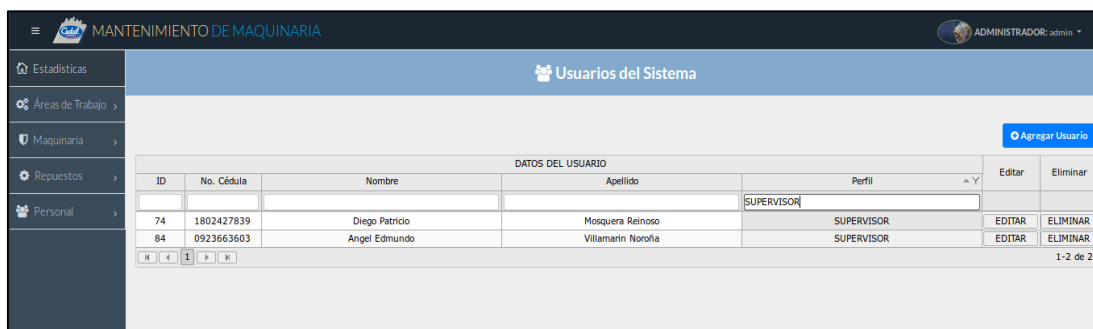 ≡ Cedal MANTENIMIENTO DE MAQUINARIA ADMINISTRADOR: admin
Estadísticas
Usuarios del Sistema
Áreas de Trabajo
Maquinaria
Agregar Usuario
Repuestos
DATOS DEL USUARIO Editar Eliminar
ID No. Cédula Nombre Apellido Perfil
Personal
SUPERVISOR
74 1802427839 Diego Patricio Mosquera Reinoso SUPERVISOR EDITAR ELIMINAR
84 0923663603 Angel Edmundo Villamarin Noroña SUPERVISOR EDITAR ELIMINAR
1 1-2 de 2